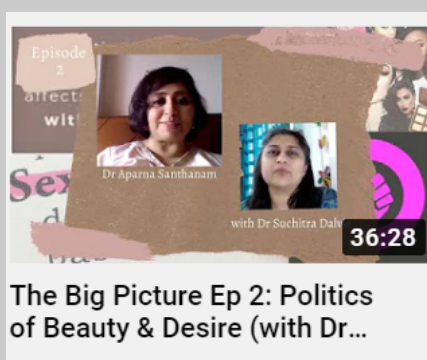 Episode
2
affects
wit
Sex
d
Dr Aparna Santhanam
with Dr Suchitra Dalv
36:28
The Big Picture Ep 2: Politics
of Beauty & Desire (with Dr...